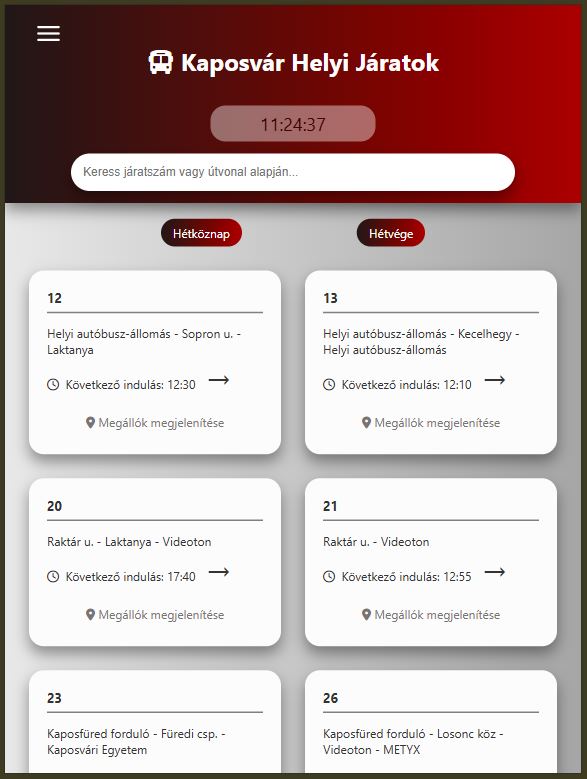 Kaposvár Helyi Járatok
11:24:37
Keress járatszám vagy útvonal alapján...
Hétköznap
Hétvége
12
Helyi autóbusz-állomás - Sopron u. -
Laktanya
Következő indulás: 12:30 →
Megállók megjelenítése
13
Helyi autóbusz-állomás - Kecelhegy -
Helyi autóbusz-állomás
Következő indulás: 12:10 →
Megállók megjelenítése
20
Raktár u. - Laktanya - Videoton
Következő indulás: 17:40 →
Megállók megjelenítése
21
Raktár u. - Videoton
Következő indulás: 12:55 →
Megállók megjelenítése
23
Kaposfüred forduló - Füredi csp. -
Kaposvári Egyetem
26
Kaposfüred forduló - Losonc köz -
Videoton - METYX